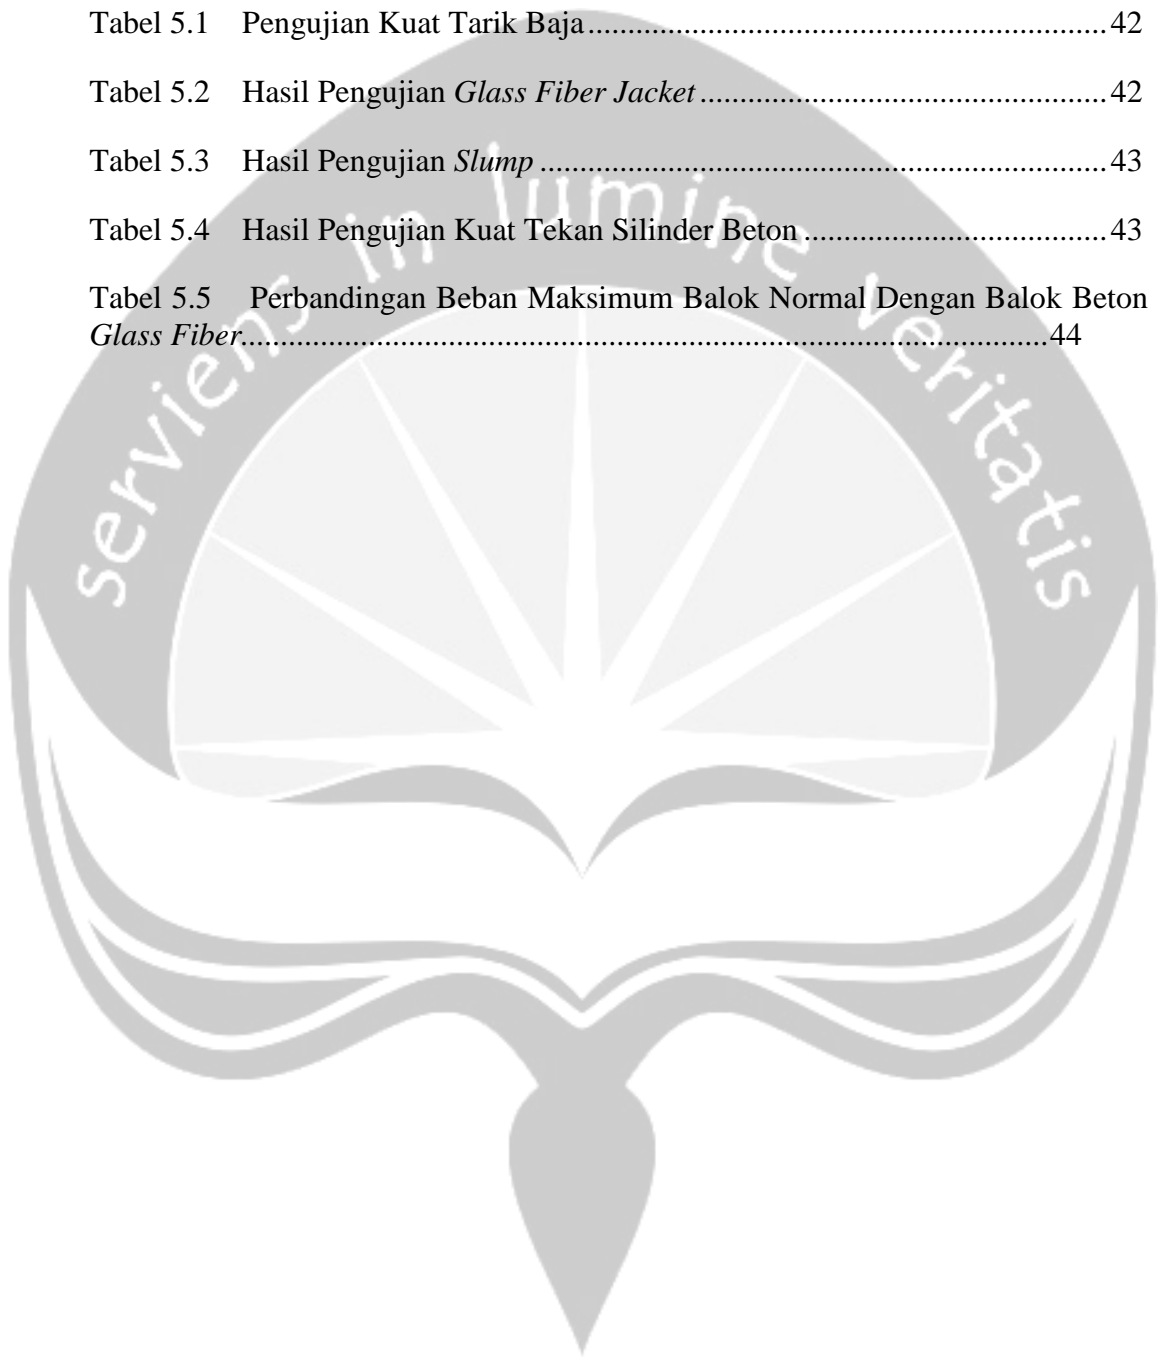 Tabel 5.1 Pengujian Kuat Tarik Baja.................................................................42
Tabel 5.2 Hasil Pengujian Glass Fiber Jacket...................................................42
Tabel 5.3 Hasil Pengujian Slump.......................................................................43
Tabel 5.4 Hasil Pengujian Kuat Tekan Silinder Beton......................................43
Tabel 5.5 Perbandingan Beban Maksimum Balok Normal Dengan Balok Beton
Glass Fiber.....................................................................................................44
serviens in lumine veritatis